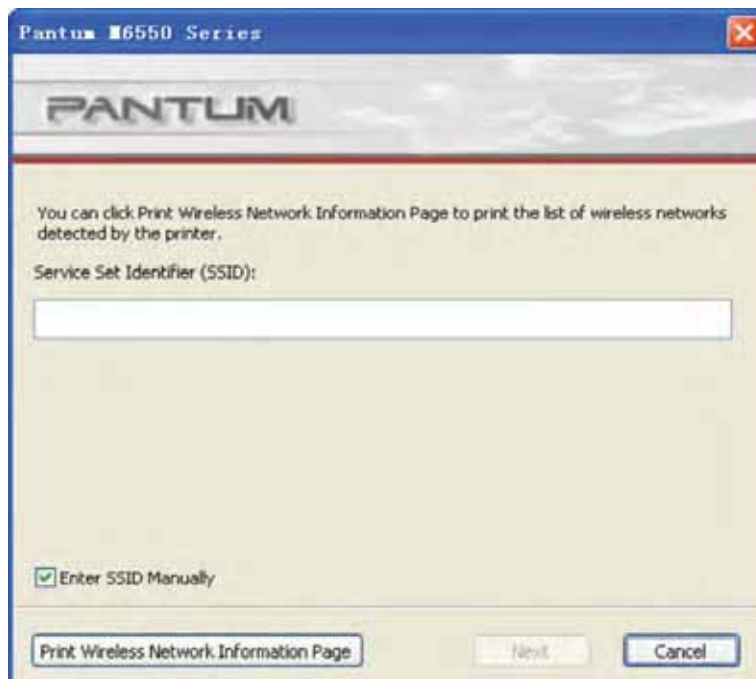 Pantum M6550 Series
PANTUM
You can click Print Wireless Network Information Page to print the list of wireless networks
detected by the printer.
Service Set Identifier (SSID):
Enter SSID Manually
Print Wireless Network Information Page
Next
Cancel